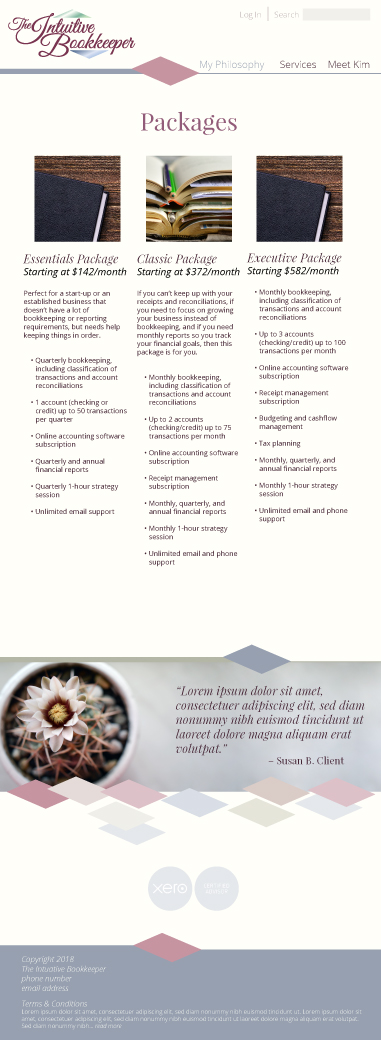 The Intuitive
Bookkeeper
Log In
Search
My Philosophy
Services
Meet Kim
Packages
Essentials Package
Starting at $142/month
Perfect for a start-up or an
established business that
doesn't have a lot of
bookkeeping or reporting
requirements, but needs help
keeping things in order.
• Quarterly bookkeeping,
including classification of
transactions and account
reconciliations
• 1 account (checking or
credit) up to 50 transactions
per quarter
• Online accounting software
subscription
• Quarterly and annual
financial reports
• Quarterly 1-hour strategy
session
• Unlimited email support
Classic Package
Starting at $372/month
If you can't keep up with your
receipts and reconciliations, if
you need to focus on growing
your business instead of
bookkeeping, and if you need
monthly reports so you track
your financial goals, then this
package is for you.
• Monthly bookkeeping,
including classification of
transactions and account
reconciliations
• Up to 2 accounts
(checking/credit) up to 75
transactions per month
• Online accounting software
subscription
• Receipt management
subscription
• Monthly, quarterly, and
annual financial reports
• Monthly 1-hour strategy
session
• Unlimited email and phone
support
Executive Package
Starting $582/month
• Monthly bookkeeping,
including classification of
transactions and account
reconciliations
• Up to 3 accounts
(checking/credit) up to 100
transactions per month
• Online accounting software
subscription
• Receipt management
subscription
• Budgeting and cashflow
management
• Tax planning
• Monthly, quarterly, and
annual financial reports
• Monthly 1-hour strategy
session
• Unlimited email and phone
support
“Lorem ipsum dolor sit amet,
consectetuer adipiscing elit, sed diam
nonummy nibh euismod tincidunt ut
laoreet dolore magna aliquam erat
volutpat.”
– Susan B. Client
xero
Copyright 2018
The Intuitive Bookkeeper
phone number
email address
Terms & Conditions
Lorem ipsum dolor sit amet, consectetuer adipiscing elit, sed diam nonummy nibh euismod tincidunt ut. Lorem ipsum dolor sit
amet, consectetuer adipiscing elit, sed diam nonummy nibh euismod tincidunt ut laoreet dolore magna aliquam erat volutpat.
Sed diam nonummy nibh ... read more